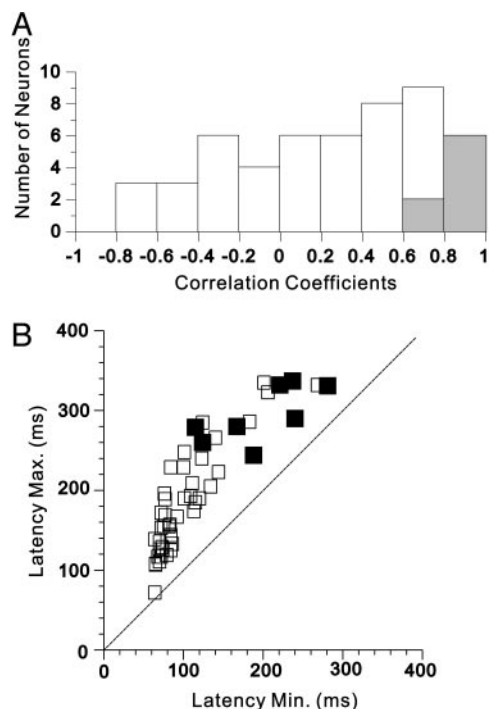 A
Number of Neurons
10
8
6
4
2
0
-1 -0.8 -0.6 -0.4 -0.2 0 0.2 0.4 0.6 0.8 1
Correlation Coefficients
B
Latency Max. (ms)
400
300
200
100
0
0 100 200 300 400
Latency Min. (ms)